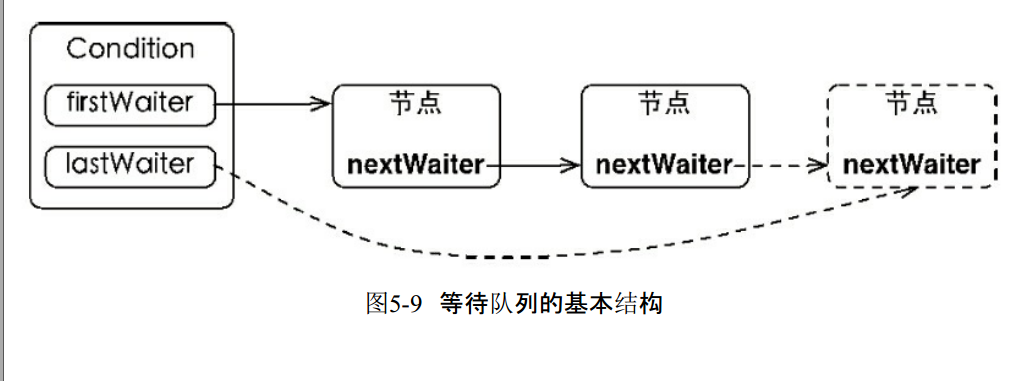 Condition
firstWaiter
lastWaiter
节点
nextWaiter
节点
nextWaiter
节点
nextWaiter
图5-9 等待队列的基本结构